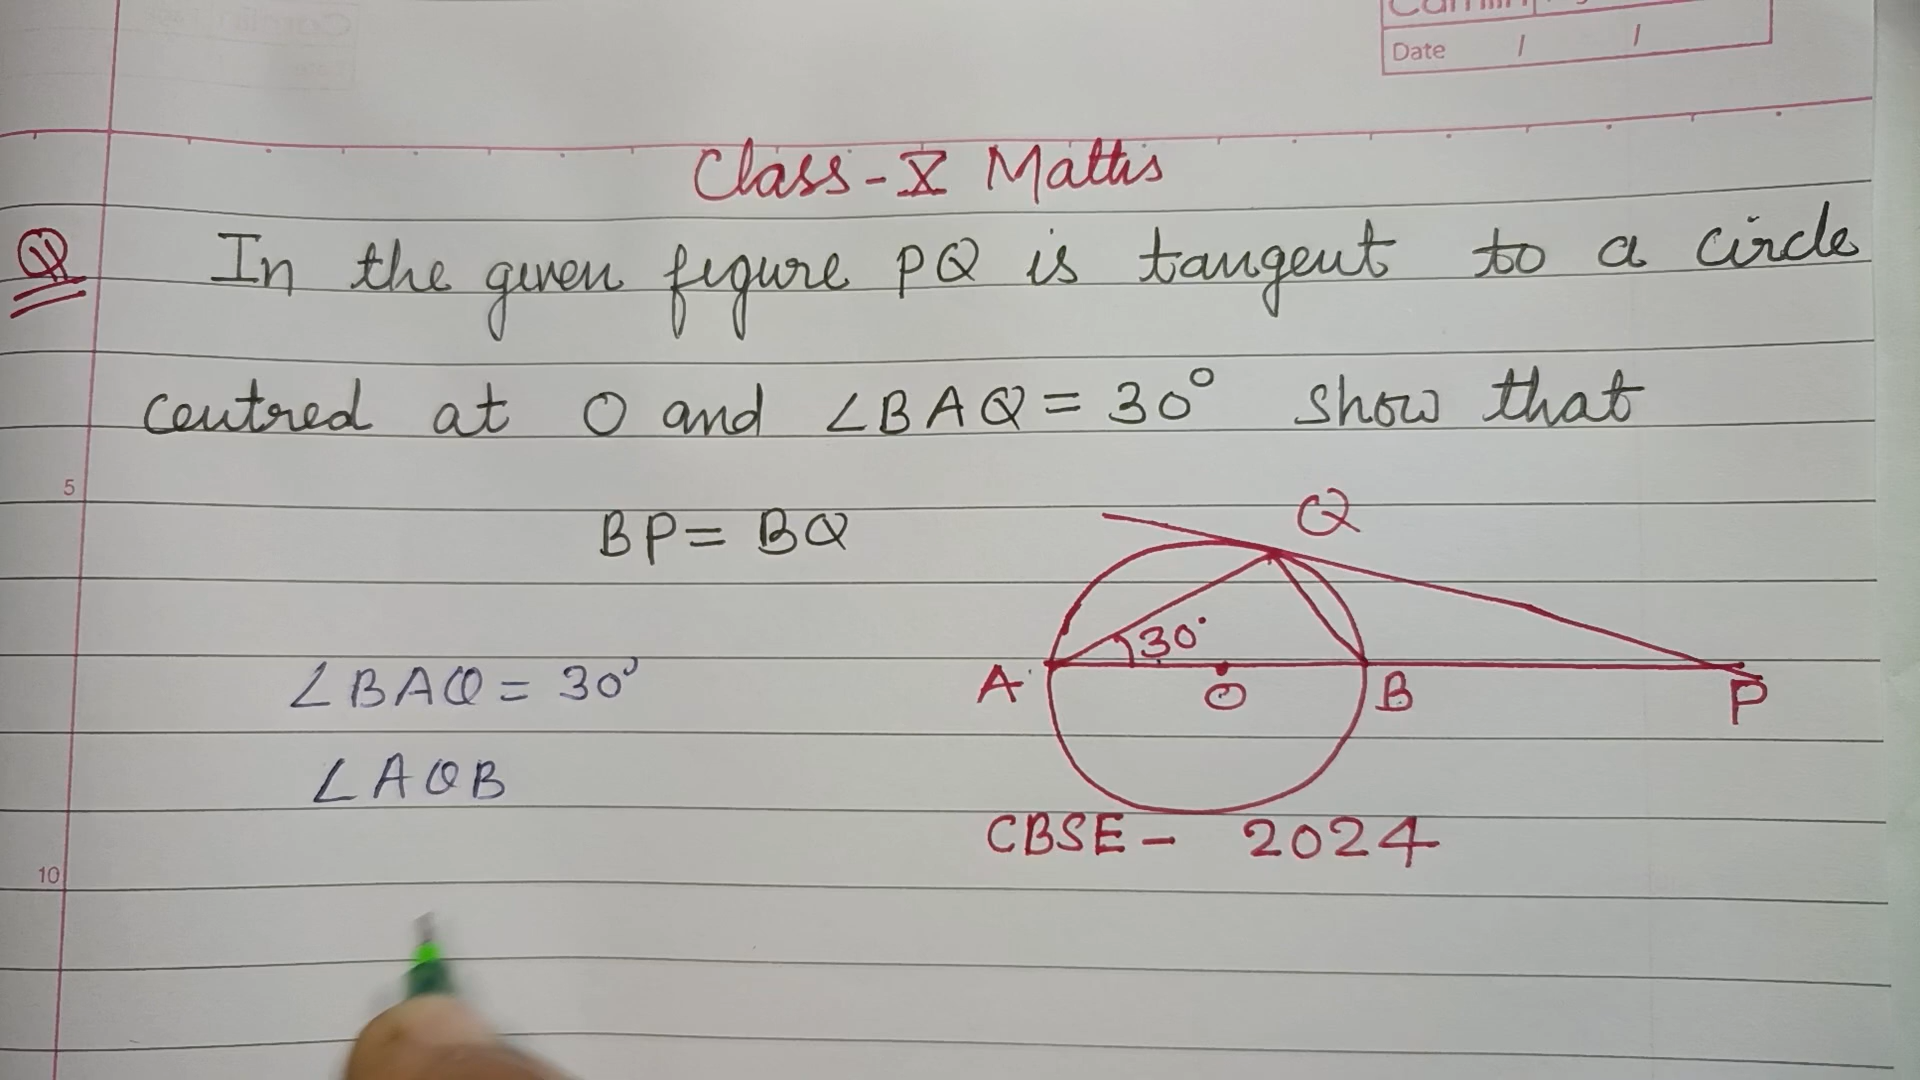 Date / /
Class-X Maths
Q In the given figure PQ is tangent to a circle
centred at O and ∠BAQ = 30° show that
5
BP = BQ
Q
30°
A O B P
∠BAQ = 30°
∠AQB
CBSE - 2024
10